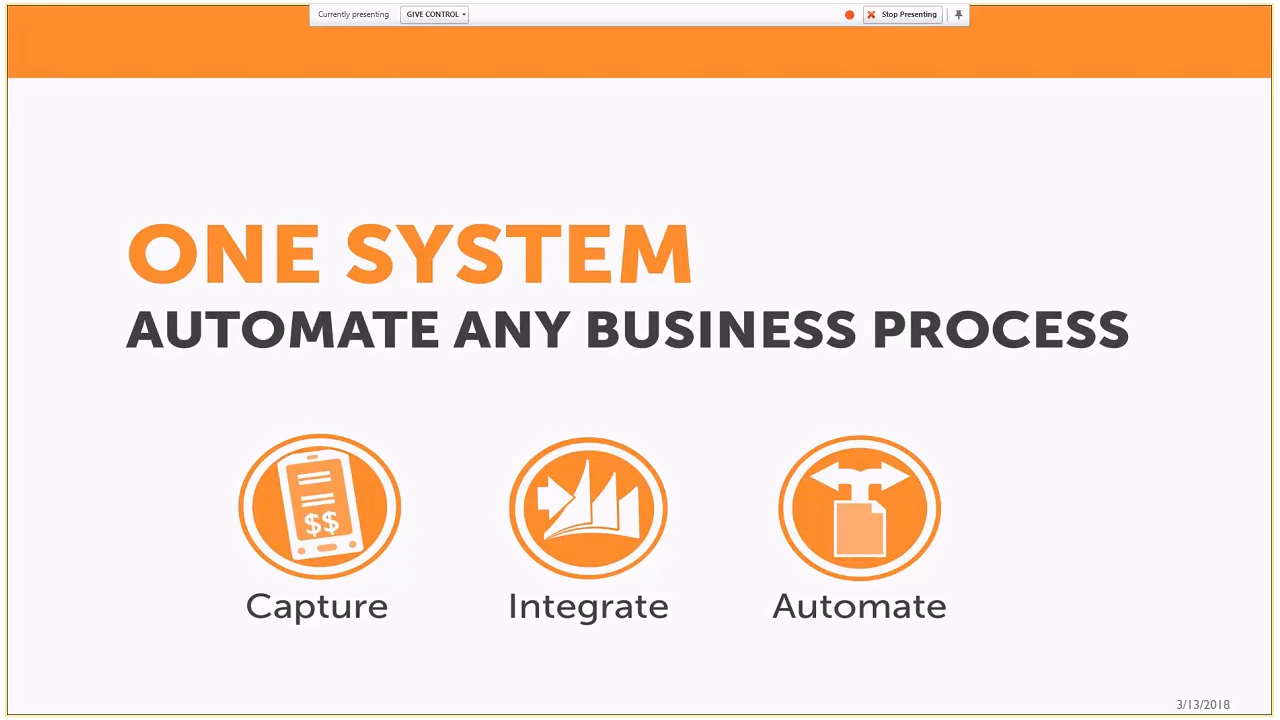 Currently presenting GIVE CONTROL Stop Presenting
ONE SYSTEM
AUTOMATE ANY BUSINESS PROCESS
$$
Capture Integrate Automate
3/13/2018